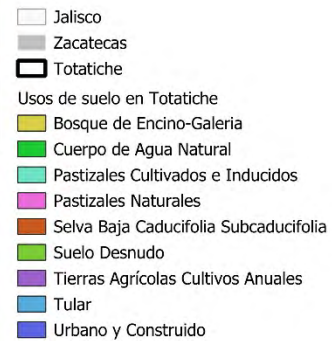 Jalisco
Zacatecas
Totatiche
Usos de suelo en Totatiche
Bosque de Encino-Galeria
Cuerpo de Agua Natural
Pastizales Cultivados e Inducidos
Pastizales Naturales
Selva Baja Caducifolia Subcaducifolia
Suelo Desnudo
Tierras Agrícolas Cultivos Anuales
Tular
Urbano y Construido